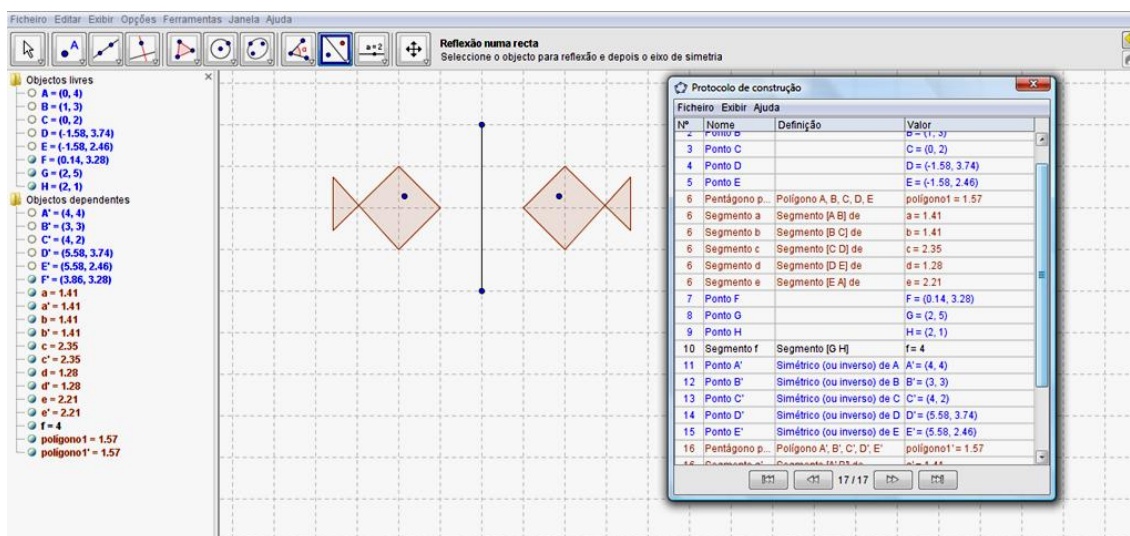 Ficheiro Editar Exibir Opções Ferramentas Janela Ajuda
A
a=2
Reflexão numa recta
Seleccione o objecto para reflexão e depois o eixo de simetria
Objectos livres
A = (0, 4)
B = (1, 3)
C = (0, 2)
D = (-1.58, 3.74)
E = (-1.58, 2.46)
F = (0.14, 3.28)
G = (2, 5)
H = (2, 1)
Objectos dependentes
A' = (4, 4)
B' = (3, 3)
C' = (4, 2)
D' = (5.58, 3.74)
E' = (5.58, 2.46)
F' = (3.86, 3.28)
a = 1.41
a' = 1.41
b = 1.41
b' = 1.41
c = 2.35
c' = 2.35
d = 1.28
d' = 1.28
e = 2.21
e' = 2.21
f = 4
polígono1 = 1.57
polígono1' = 1.57
Protocolo de construção
Ficheiro Exibir Ajuda
Nº Nome Definição Valor
2 Ponto B B = (1, 3)
3 Ponto C C = (0, 2)
4 Ponto D D = (-1.58, 3.74)
5 Ponto E E = (-1.58, 2.46)
6 Pentágono p... Polígono A, B, C, D, E polígono1 = 1.57
6 Segmento a Segmento [A B] de a = 1.41
6 Segmento b Segmento [B C] de b = 1.41
6 Segmento c Segmento [C D] de c = 2.35
6 Segmento d Segmento [D E] de d = 1.28
6 Segmento e Segmento [E A] de e = 2.21
7 Ponto F F = (0.14, 3.28)
8 Ponto G G = (2, 5)
9 Ponto H H = (2, 1)
10 Segmento f Segmento [G H] f = 4
11 Ponto A' Simétrico (ou inverso) de A A' = (4, 4)
12 Ponto B' Simétrico (ou inverso) de B B' = (3, 3)
13 Ponto C' Simétrico (ou inverso) de C C' = (4, 2)
14 Ponto D' Simétrico (ou inverso) de D D' = (5.58, 3.74)
15 Ponto E' Simétrico (ou inverso) de E E' = (5.58, 2.46)
16 Pentágono p... Polígono A', B', C', D', E' polígono1' = 1.57
16 Segmento a' Segmento [A' B'] de a' = 1.41
17 / 17